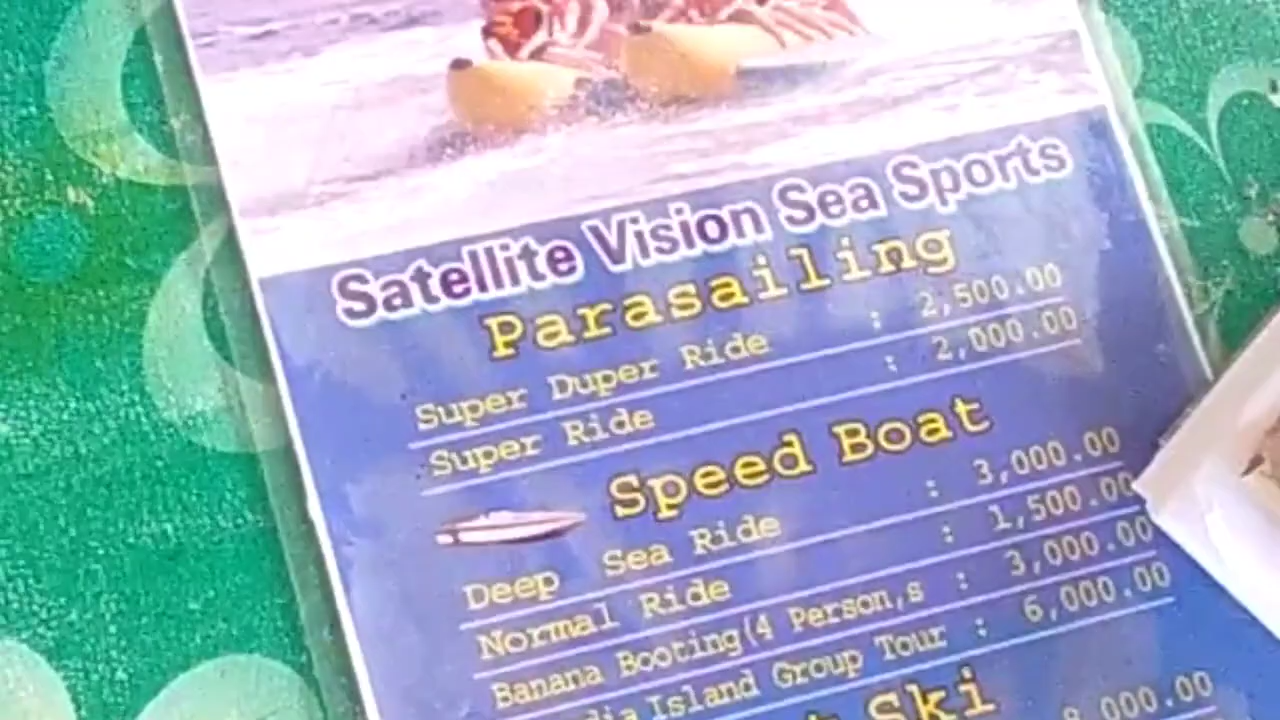 Satellite Vision Sea Sports
Parasailing
Super Duper Ride : 2,500.00
Super Ride : 2,000.00
Speed Boat
Deep Sea Ride : 3,000.00
Normal Ride : 1,500.00
Banana Booting(4 Person,s : 3,000.00
Island Group Tour : 6,000.00
Ski